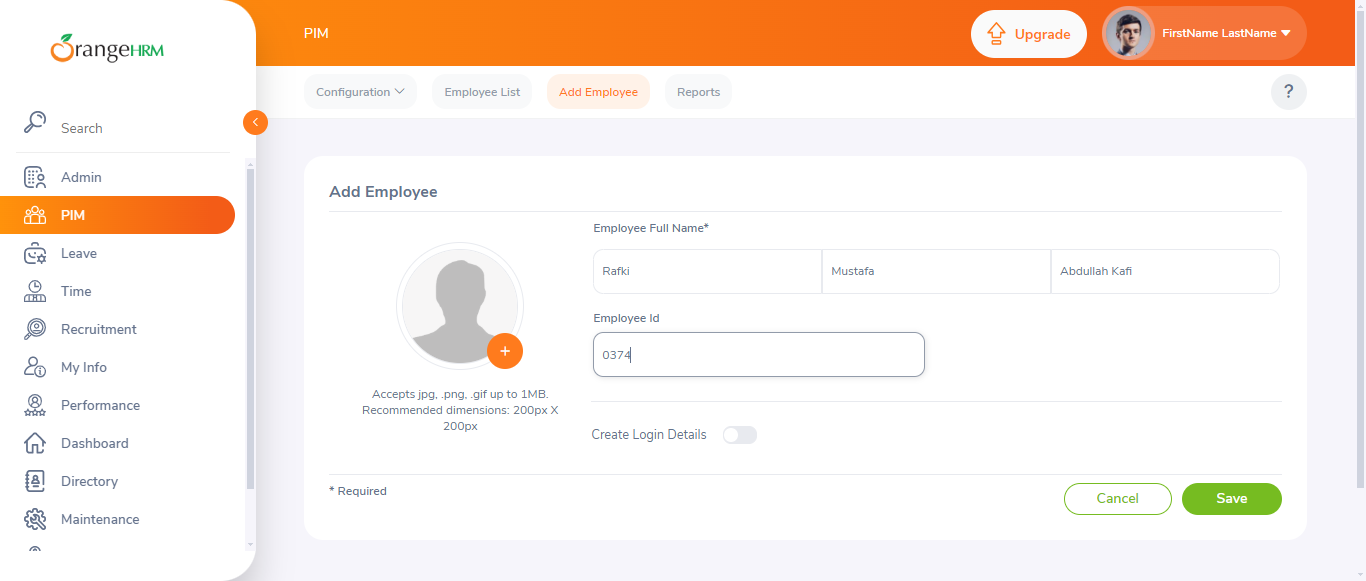 OrangeHRM
Search
Admin
PIM
Leave
Time
Recruitment
My Info
Performance
Dashboard
Directory
Maintenance
PIM
Upgrade
FirstName LastName
Configuration
Employee List
Add Employee
Reports
?
Add Employee
Accepts jpg, .png, .gif up to 1MB.
Recommended dimensions: 200px X
200px
Employee Full Name*
Rafki
Mustafa
Abdullah Kafi
Employee Id
0374
Create Login Details
* Required
Cancel
Save